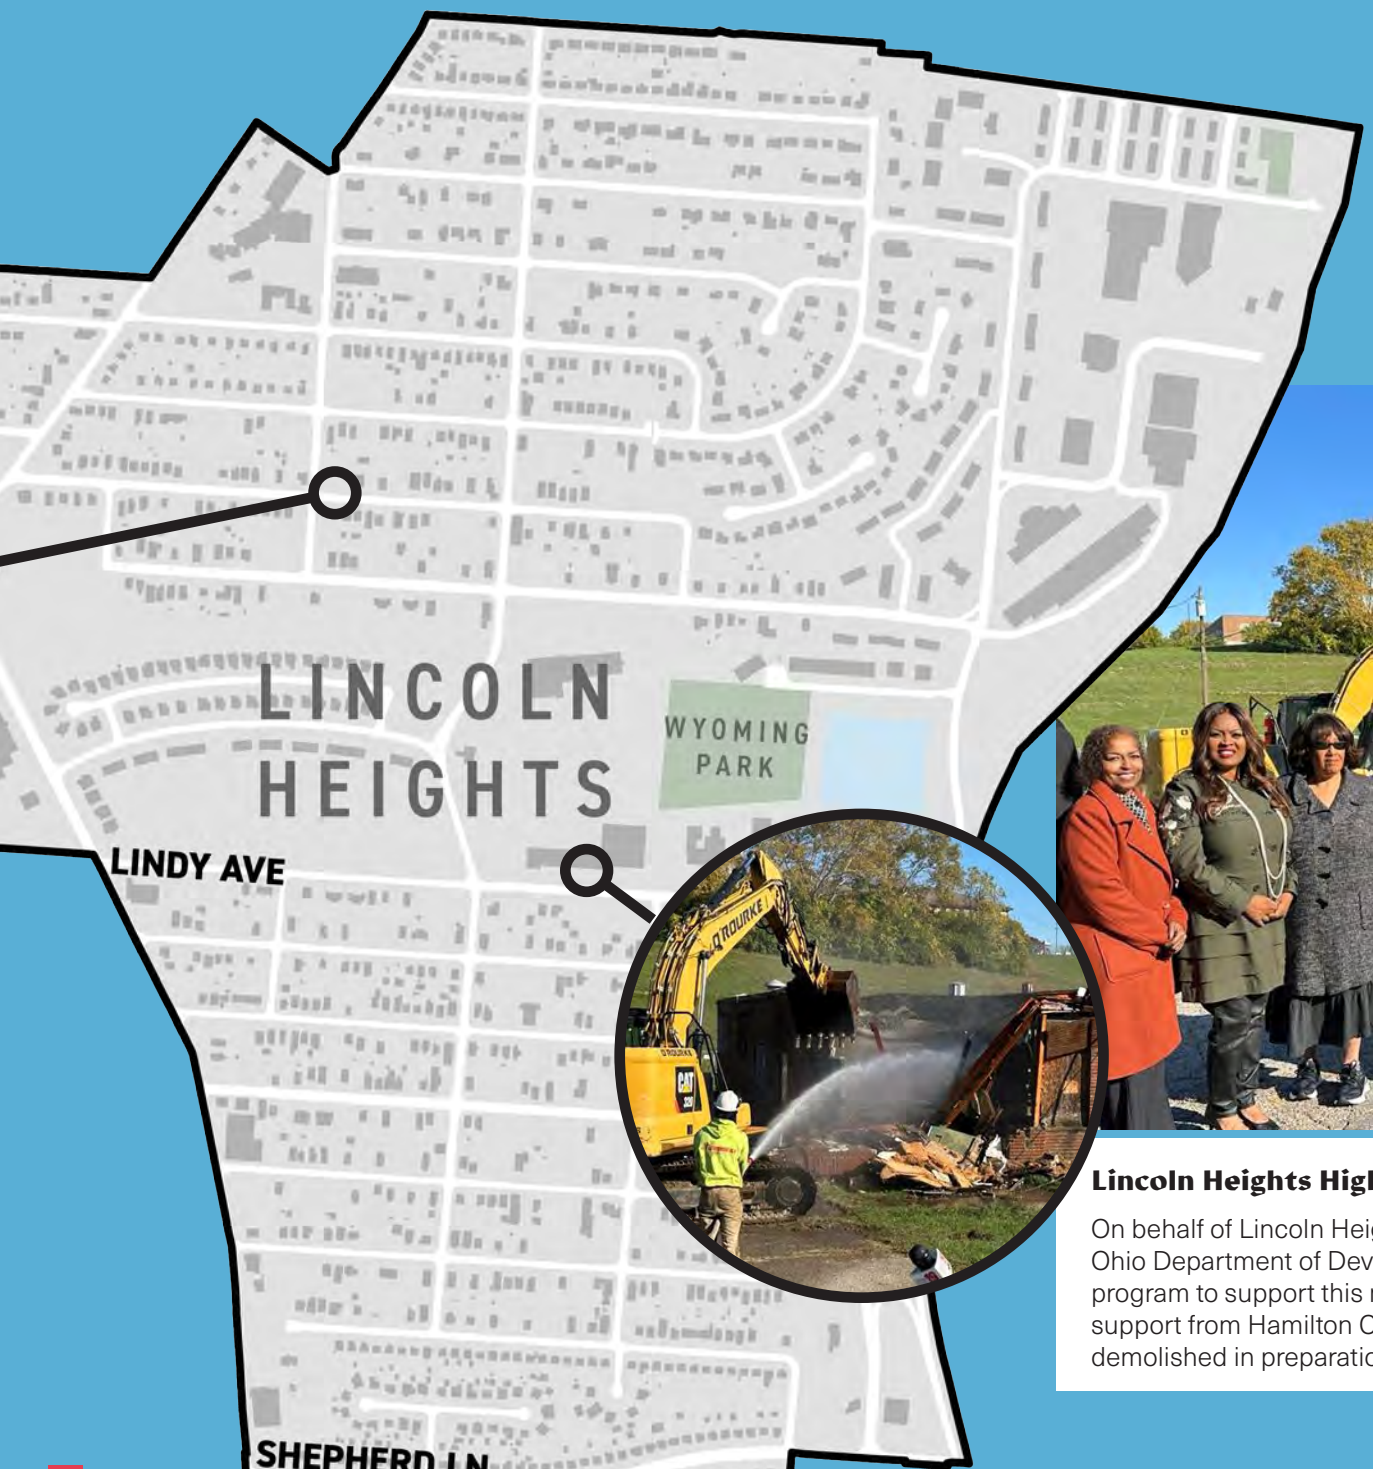 LINCOLN
HEIGHTS
WYOMING
PARK
LINDY AVE
O'ROURKE
O'ROURKE
CAT
Lincoln Heights High
On behalf of Lincoln Heig
Ohio Department of Dev
program to support this r
support from Hamilton C
demolished in preparatio
SHEPHERD LN